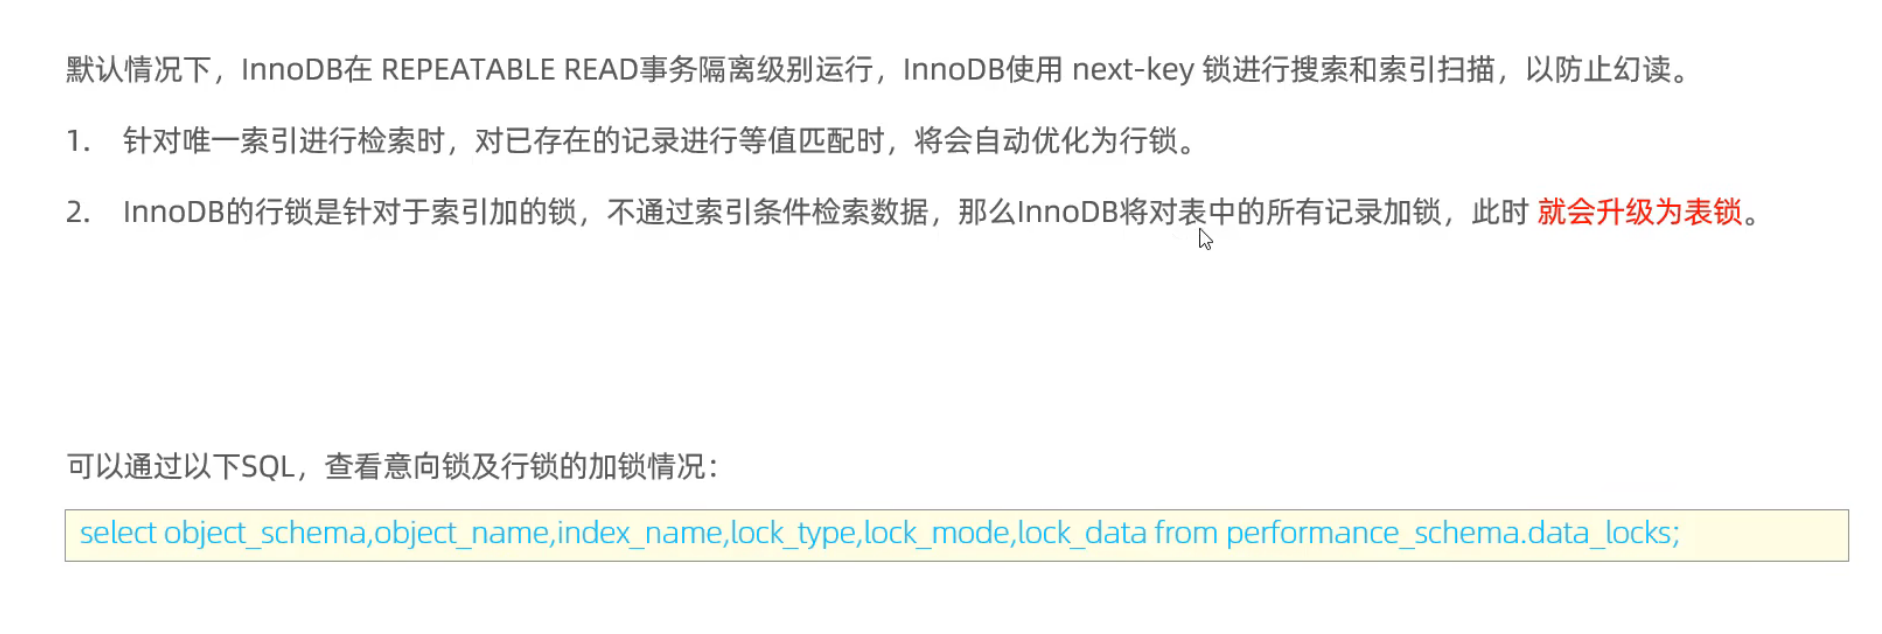 默认情况下，InnoDB在 REPEATABLE READ事务隔离级别运行，InnoDB使用 next-key 锁进行搜索和索引扫描，以防止幻读。
1. 针对唯一索引进行检索时，对已存在的记录进行等值匹配时，将会自动优化为行锁。
2. InnoDB的行锁是针对于索引加的锁，不通过索引条件检索数据，那么InnoDB将对表中的所有记录加锁，此时 就会升级为表锁。
可以通过以下SQL，查看意向锁及行锁的加锁情况：
select object_schema,object_name,index_name,lock_type,lock_mode,lock_data from performance_schema.data_locks;